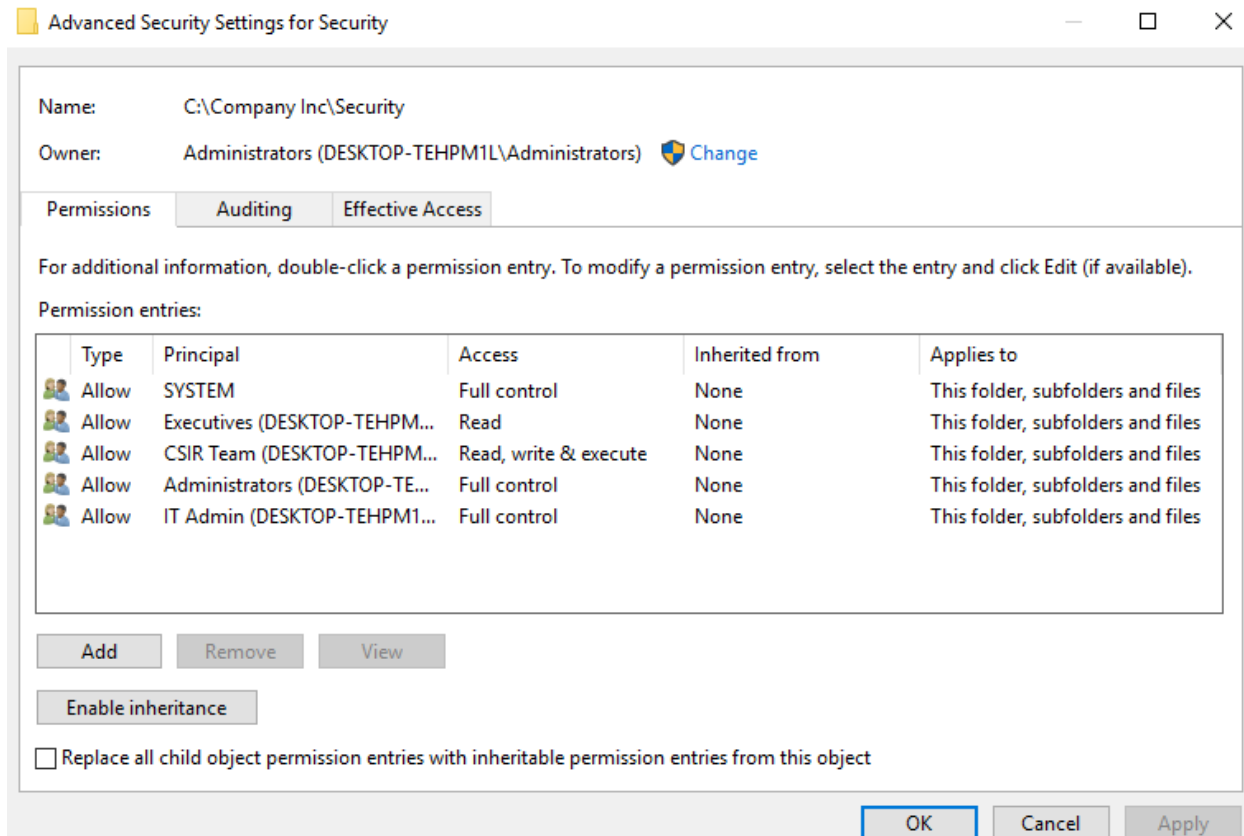 Advanced Security Settings for Security
Name: C:\Company Inc\Security
Owner: Administrators (DESKTOP-TEHPM1L\Administrators) Change
Permissions Auditing Effective Access
For additional information, double-click a permission entry. To modify a permission entry, select the entry and click Edit (if available).
Permission entries:
Type Principal Access Inherited from Applies to
Allow SYSTEM Full control None This folder, subfolders and files
Allow Executives (DESKTOP-TEHPM... Read None This folder, subfolders and files
Allow CSIR Team (DESKTOP-TEHPM... Read, write & execute None This folder, subfolders and files
Allow Administrators (DESKTOP-TE... Full control None This folder, subfolders and files
Allow IT Admin (DESKTOP-TEHPM1... Full control None This folder, subfolders and files
Add Remove View
Enable inheritance
Replace all child object permission entries with inheritable permission entries from this object
OK Cancel Apply